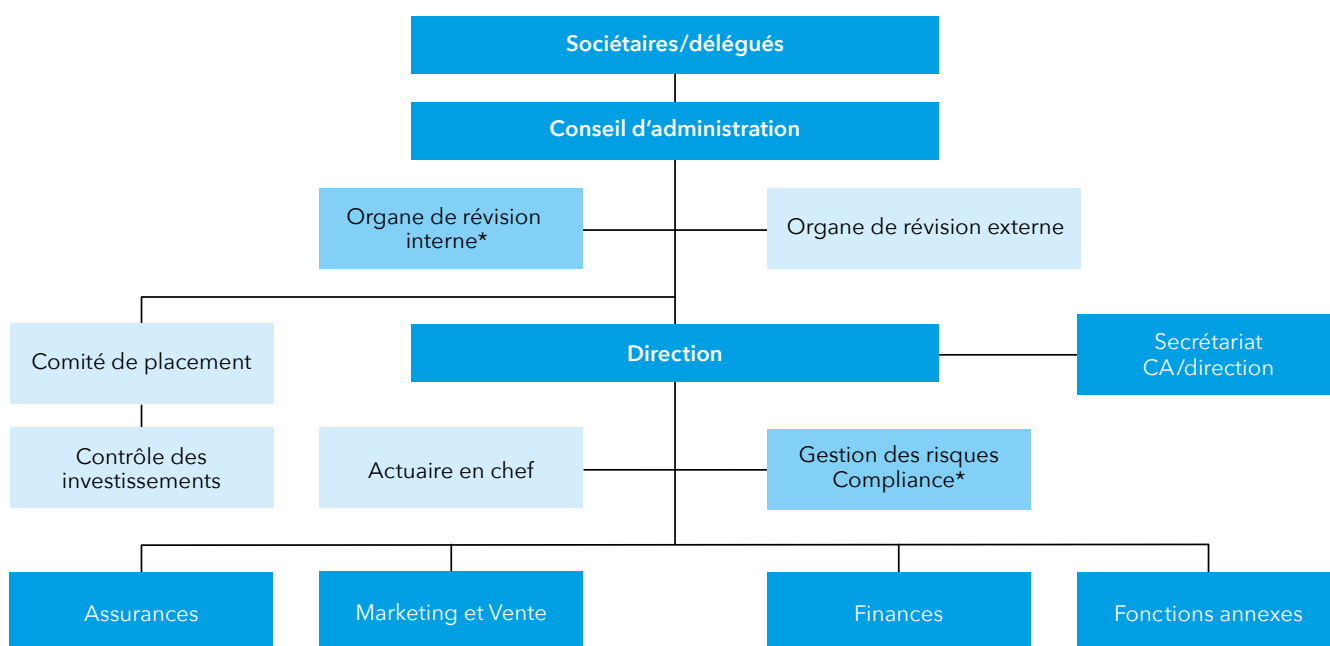 Sociétaires/délégués
Conseil d'administration
Organe de révision
interne*
Organe de révision externe
Comité de placement
Direction
Secrétariat
CA/direction
Contrôle des
investissements
Actuaire en chef
Gestion des risques
Compliance*
Assurances
Marketing et Vente
Finances
Fonctions annexes